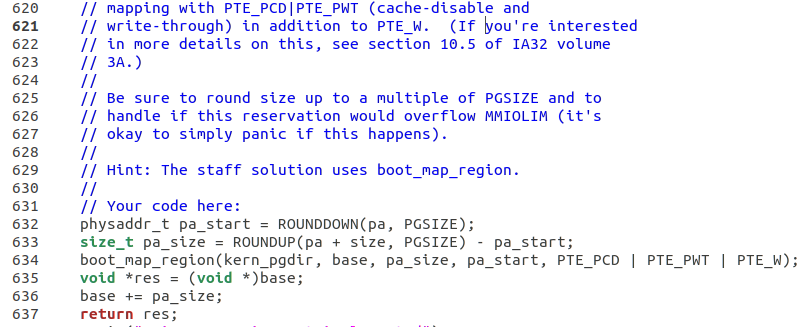 620 // mapping with PTE_PCD|PTE_PWT (cache-disable and
621 // write-through) in addition to PTE_W.  (If you're interested
622 // in more details on this, see section 10.5 of IA32 volume
623 // 3A.)
624 //
625 // Be sure to round size up to a multiple of PGSIZE and to
626 // handle if this reservation would overflow MMIOLIM (it's
627 // okay to simply panic if this happens).
628 //
629 // Hint: The staff solution uses boot_map_region.
630 //
631 // Your code here:
632 physaddr_t pa_start = ROUNDDOWN(pa, PGSIZE);
633 size_t pa_size = ROUNDUP(pa + size, PGSIZE) - pa_start;
634 boot_map_region(kern_pgdir, base, pa_size, pa_start, PTE_PCD | PTE_PWT | PTE_W);
635 void *res = (void *)base;
636 base += pa_size;
637 return res;